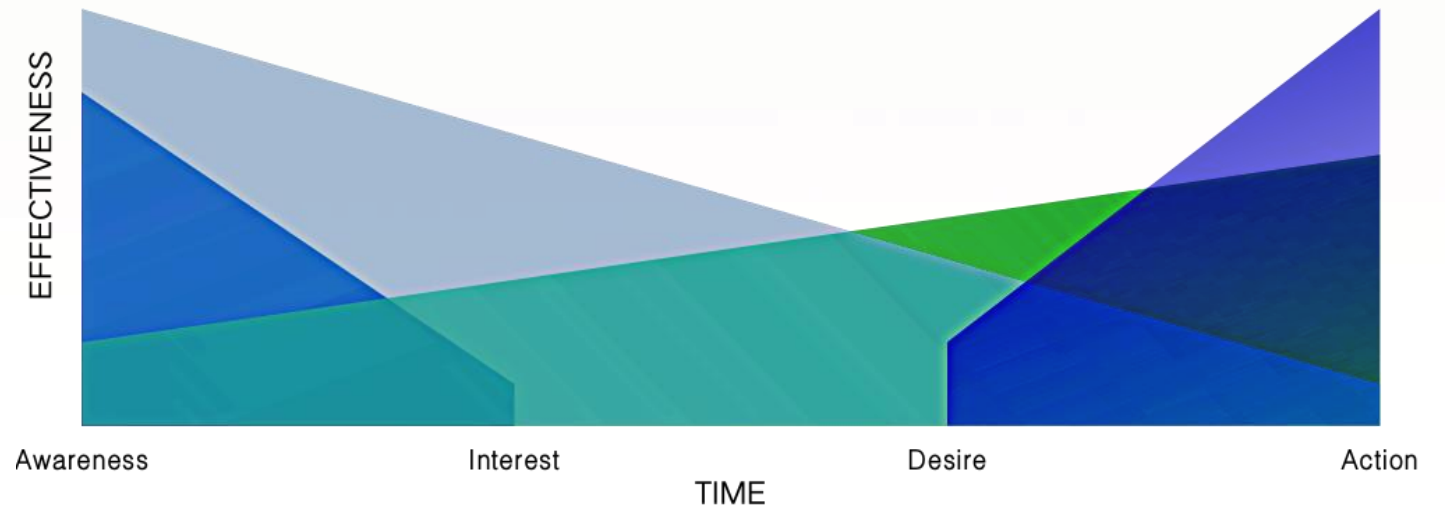 EFFECTIVENESS
Awareness
Interest
Desire
Action
TIME